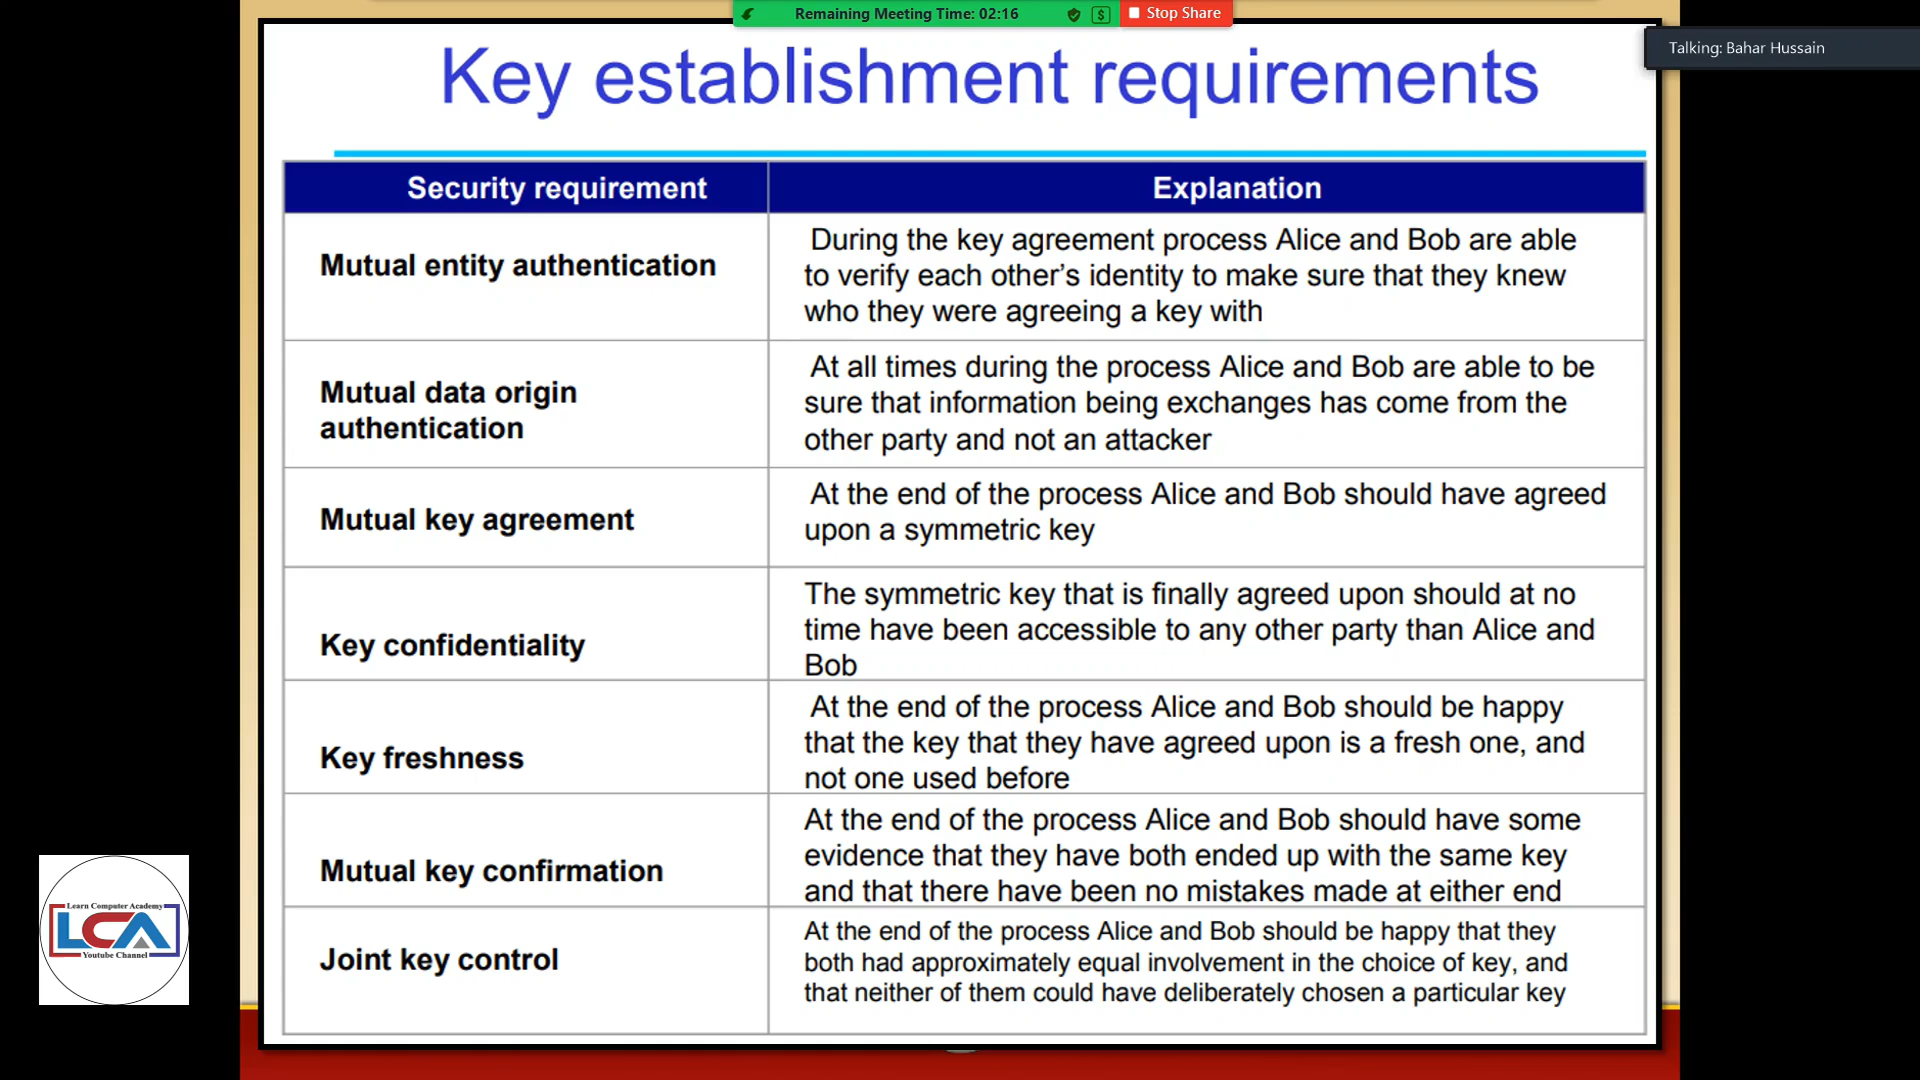 Remaining Meeting Time: 02:16
Stop Share
Talking: Bahar Hussain
Key establishment requirements
Security requirement
Explanation
Mutual entity authentication
During the key agreement process Alice and Bob are able
to verify each other’s identity to make sure that they knew
who they were agreeing a key with
Mutual data origin
authentication
At all times during the process Alice and Bob are able to be
sure that information being exchanges has come from the
other party and not an attacker
Mutual key agreement
At the end of the process Alice and Bob should have agreed
upon a symmetric key
Key confidentiality
The symmetric key that is finally agreed upon should at no
time have been accessible to any other party than Alice and
Bob
Key freshness
At the end of the process Alice and Bob should be happy
that the key that they have agreed upon is a fresh one, and
not one used before
Mutual key confirmation
At the end of the process Alice and Bob should have some
evidence that they have both ended up with the same key
and that there have been no mistakes made at either end
Joint key control
At the end of the process Alice and Bob should be happy that they
both had approximately equal involvement in the choice of key, and
that neither of them could have deliberately chosen a particular key
Learn Computer Academy
LCA
Youtube Channel